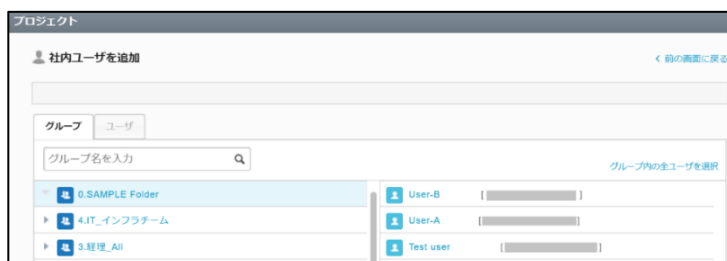 プロジェクト
社内ユーザを追加
< 前の画面に戻る
グループ ユーザ
グループ名を入力
グループ内の全ユーザを選択
0.SAMPLE Folder
4.IT_インフラチーム
3.経理_All
User-B [ ]
User-A [ ]
Test user [ ]